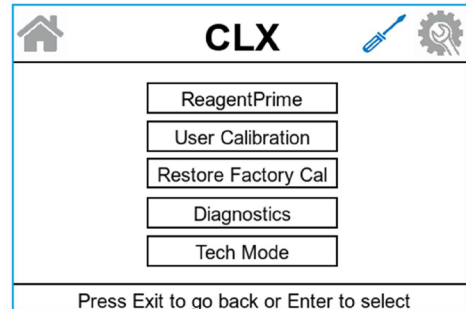 CLX
ReagentPrime
User Calibration
Restore Factory Cal
Diagnostics
Tech Mode
Press Exit to go back or Enter to select